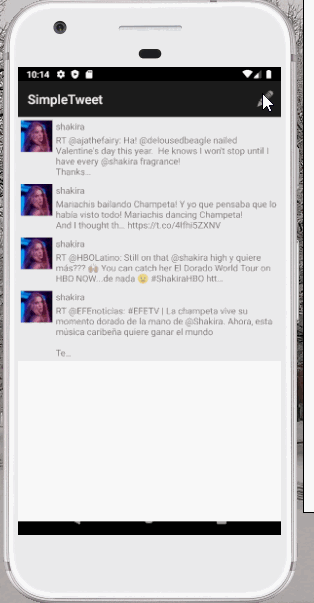 10:14
SimpleTweet
shakira
RT @ajathefairy: Ha! @delousedbeagle nailed
Valentine's day this year. He knows I won't stop until I
have every @shakira fragrance!
Thanks…
shakira
Mariachis bailando Champeta! Y yo que pensaba que lo
había visto todo! Mariachis dancing Champeta!
And I thought th… https://t.co/4Ifhi5ZXNV
shakira
RT @HBOLatino: Still on that @shakira high y quiere
más??? 🙌🏼 You can catch her El Dorado World Tour on
HBO NOW...de nada 😉 #ShakiraHBO htt…
shakira
RT @EFEnoticias: #EFETV | La champeta vive su
momento dorado de la mano de @Shakira. Ahora, esta
música caribeña quiere ganar el mundo
Te…